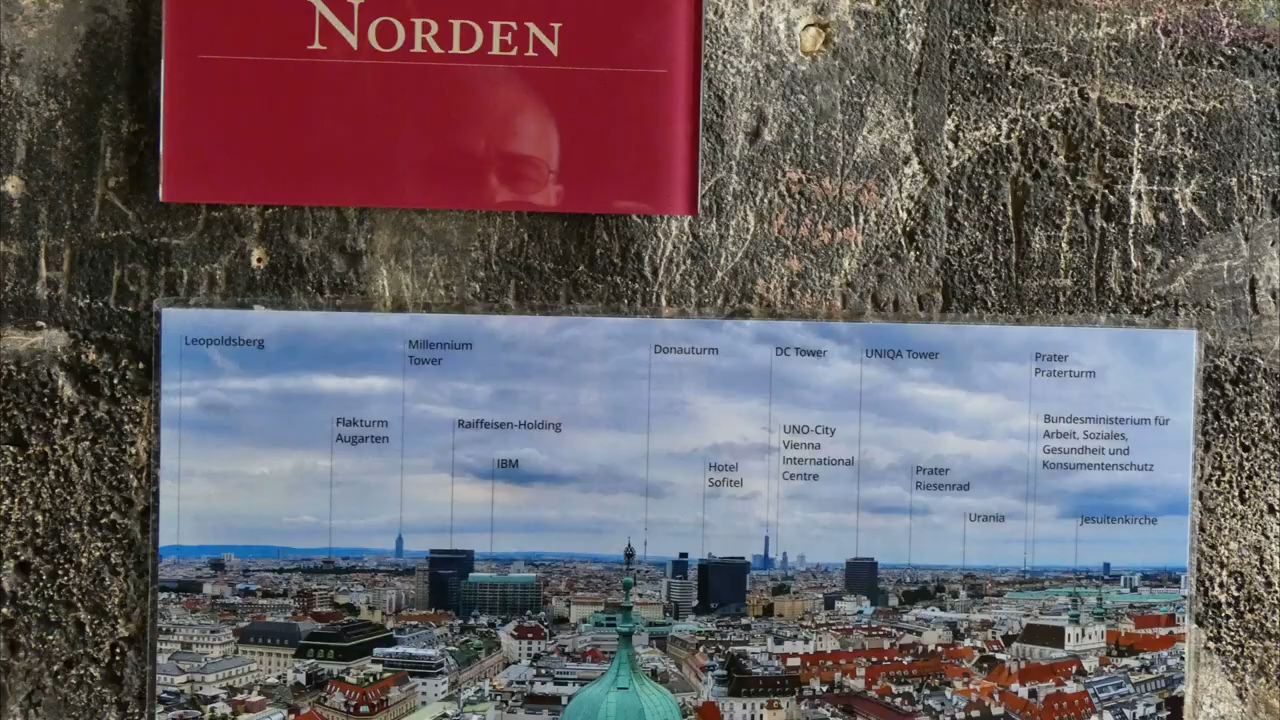 NORDEN
Leopoldsberg
Millennium
Tower
Donauturm
DC Tower
UNIQA Tower
Prater
Praterturm
Flakturm
Augarten
Raiffeisen-Holding
IBM
Hotel
Sofitel
UNO-City
Vienna
International
Centre
Prater
Riesenrad
Bundesministerium für
Arbeit, Soziales,
Gesundheit und
Konsumentenschutz
Urania
Jesuitenkirche